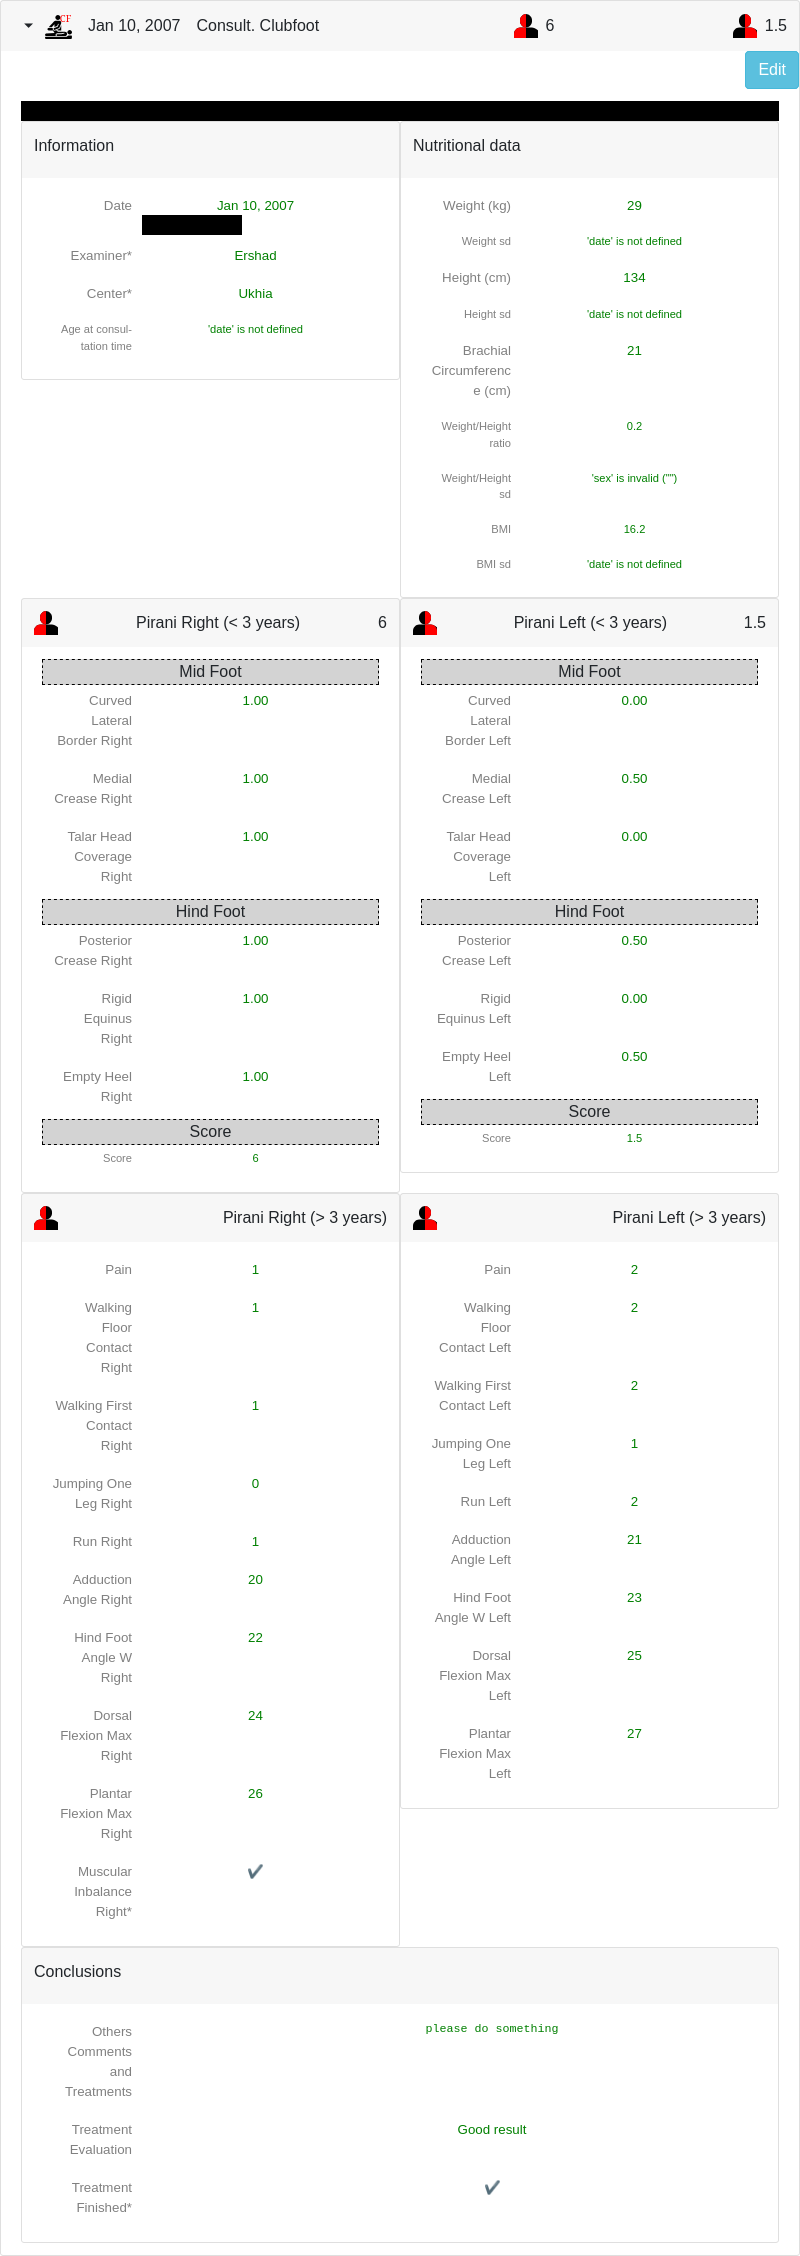 CF Jan 10, 2007 Consult. Clubfoot 6 1.5
Edit
Information
Date Jan 10, 2007
Examiner* Ershad
Center* Ukhia
Age at consul- 'date' is not defined
tation time
Nutritional data
Weight (kg) 29
Weight sd 'date' is not defined
Height (cm) 134
Height sd 'date' is not defined
Brachial 21
Circumferenc
e (cm)
Weight/Height 0.2
ratio
Weight/Height 'sex' is invalid ("")
sd
BMI 16.2
BMI sd 'date' is not defined
Pirani Right (< 3 years) 6
Mid Foot
Curved 1.00
Lateral
Border Right
Medial 1.00
Crease Right
Talar Head 1.00
Coverage
Right
Hind Foot
Posterior 1.00
Crease Right
Rigid 1.00
Equinus
Right
Empty Heel 1.00
Right
Score
Score 6
Pirani Left (< 3 years) 1.5
Mid Foot
Curved 0.00
Lateral
Border Left
Medial 0.50
Crease Left
Talar Head 0.00
Coverage
Left
Hind Foot
Posterior 0.50
Crease Left
Rigid 0.00
Equinus Left
Empty Heel 0.50
Left
Score
Score 1.5
Pirani Right (> 3 years)
Pain 1
Walking 1
Floor
Contact
Right
Walking First 1
Contact
Right
Jumping One 0
Leg Right
Run Right 1
Adduction 20
Angle Right
Hind Foot 22
Angle W
Right
Dorsal 24
Flexion Max
Right
Plantar 26
Flexion Max
Right
Muscular ✔
Inbalance
Right*
Pirani Left (> 3 years)
Pain 2
Walking 2
Floor
Contact Left
Walking First 2
Contact Left
Jumping One 1
Leg Left
Run Left 2
Adduction 21
Angle Left
Hind Foot 23
Angle W Left
Dorsal 25
Flexion Max
Left
Plantar 27
Flexion Max
Left
Conclusions
Others please do something
Comments
and
Treatments
Treatment Good result
Evaluation
Treatment ✔
Finished*